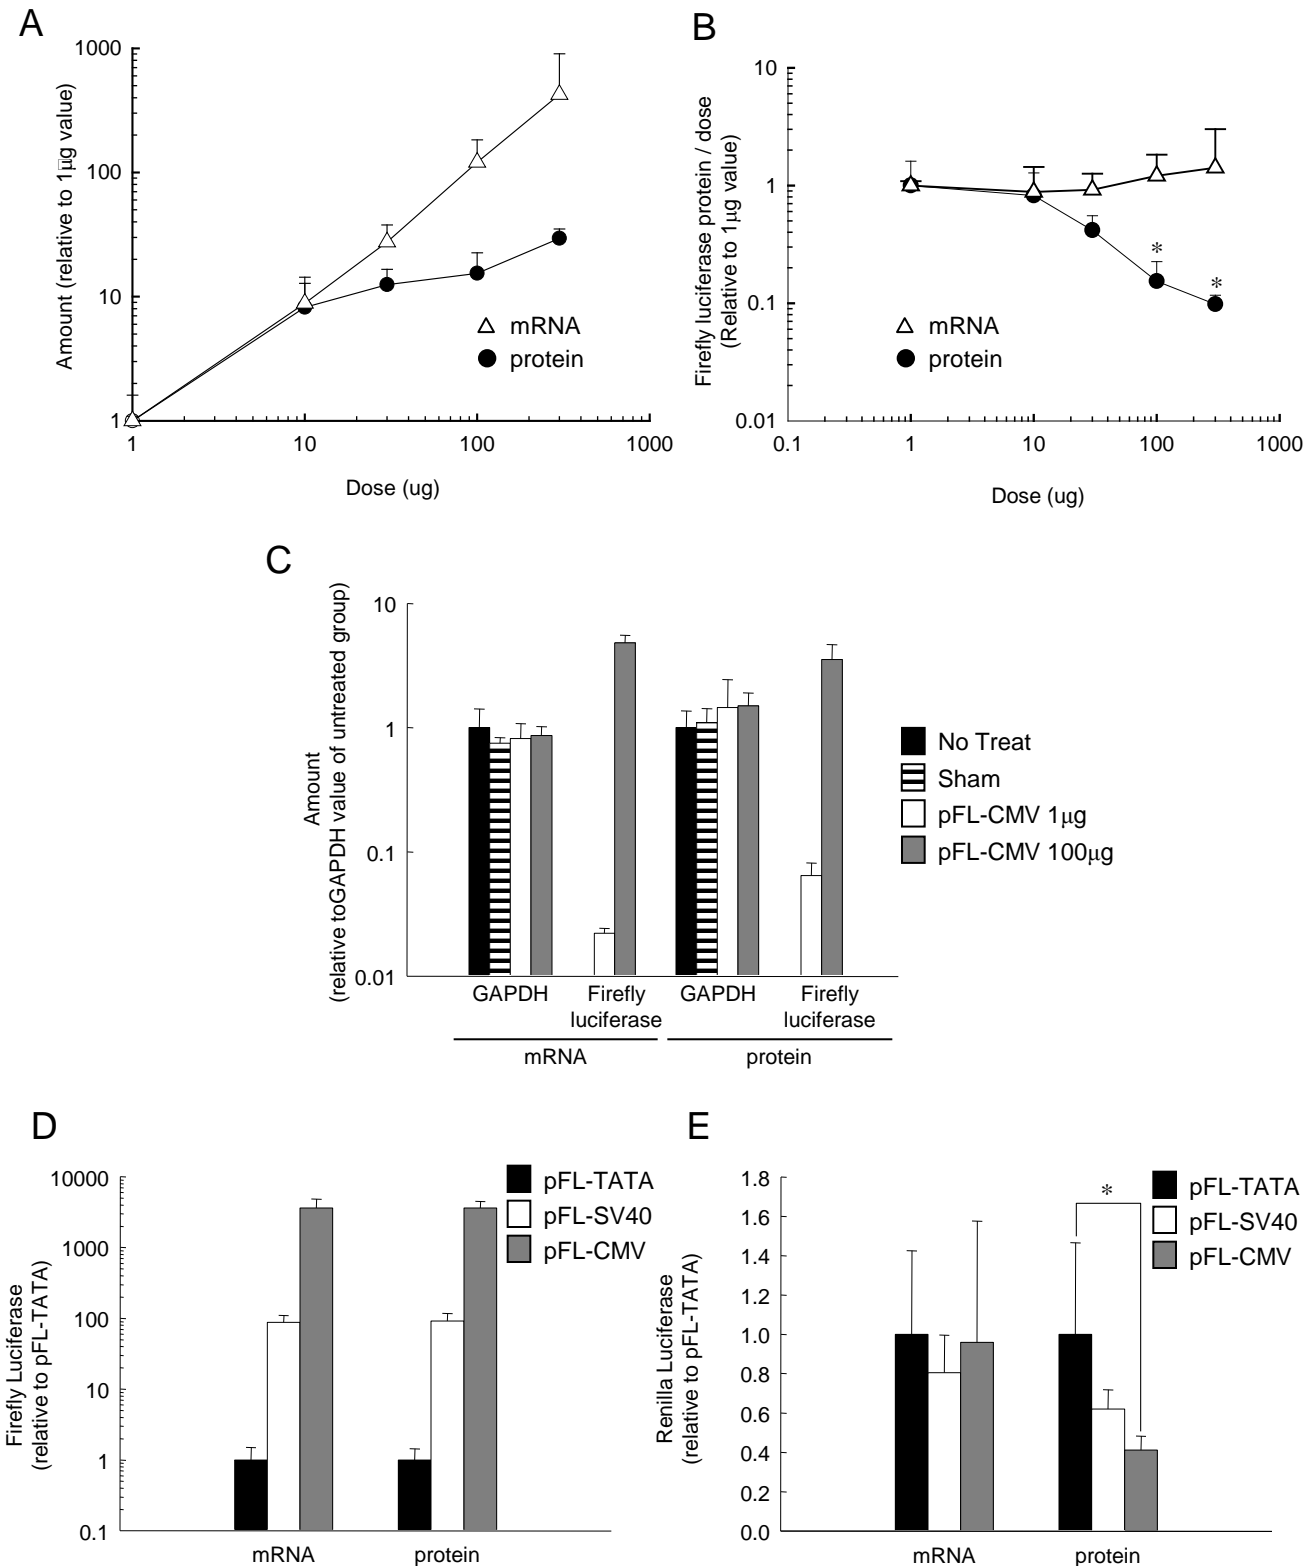 A
Amount (relative to 1μg value)
1000
100
10
1
1
10
100
1000
Dose (ug)
mRNA
protein
B
Firefly luciferase protein / dose
(Relative to 1μg value)
10
1
0.1
0.01
0.1
1
10
100
1000
Dose (ug)
*
*
mRNA
protein
C
Amount
(relative toGAPDH value of untreated group)
10
1
0.1
0.01
GAPDH
Firefly
luciferase
GAPDH
Firefly
luciferase
mRNA
protein
No Treat
Sham
pFL-CMV 1μg
pFL-CMV 100μg
D
Firefly Luciferase
(relative to pFL-TATA)
10000
1000
100
10
1
0.1
mRNA
protein
pFL-TATA
pFL-SV40
pFL-CMV
E
Renilla Luciferase
(relative to pFL-TATA)
1.8
1.6
1.4
1.2
1.0
0.8
0.6
0.4
0.2
0.0
*
mRNA
protein
pFL-TATA
pFL-SV40
pFL-CMV